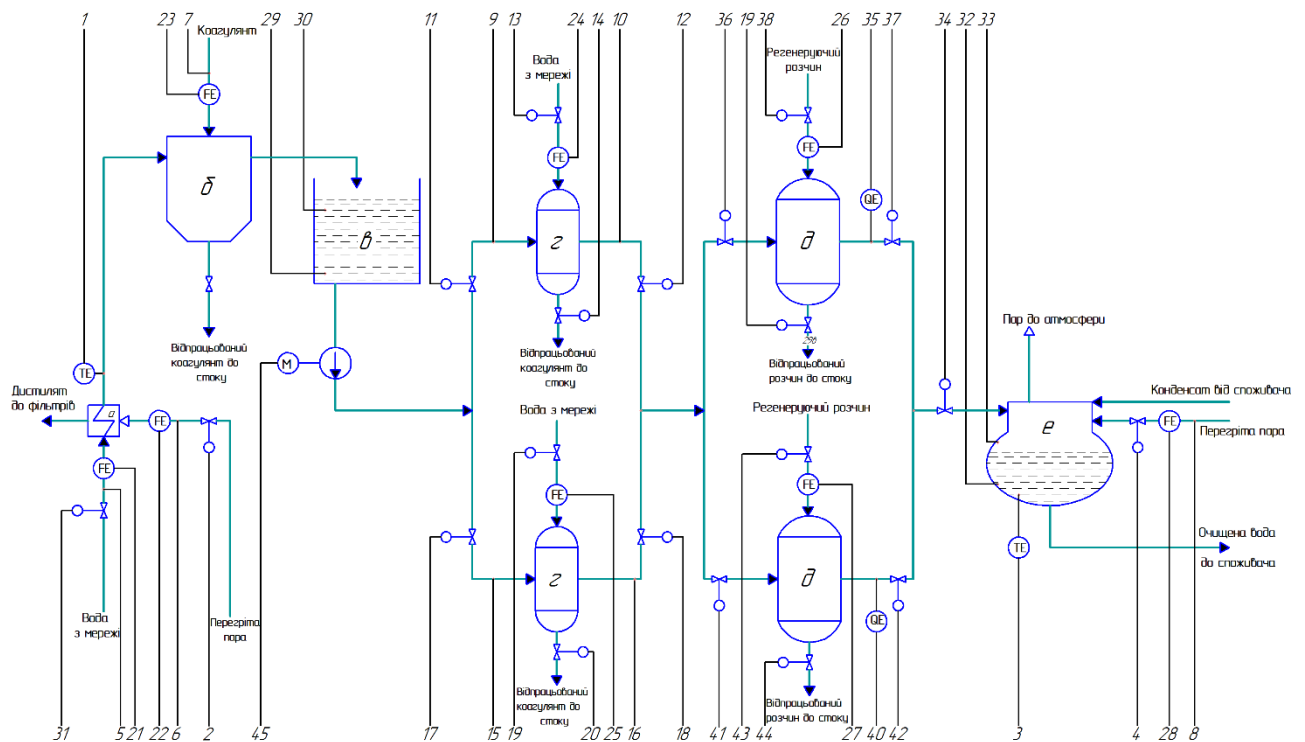 1 23 7 29 30 11 9 13 24 14 10 12 36 19 38 26 35 37 34 32 33
Коагулянт
FE
б
в
Відпрацьований
коагулянт до
стоку
TE
Дистилят
до фільтрів
а
FE
FE
Вода
з мережі
Перегріта
пара
M
Вода
з мережі
FE
г
Відпрацьований
коагулянт до
стоку
Вода з мережі
FE
г
Відпрацьований
коагулянт до
стоку
Регенеруючий
розчин
FE
QE
д
Відпрацьований
розчин до стоку
Регенеруючий розчин
FE
д
QE
Відпрацьований
розчин до стоку
Пар до атмосфери
Конденсат від споживача
FE
Перегріта пара
е
TE
Очищена вода
до споживача
31 5 21 22 6 2 45 17 15 19 20 25 16 18 41 43 44 27 40 42 3 4 28 8